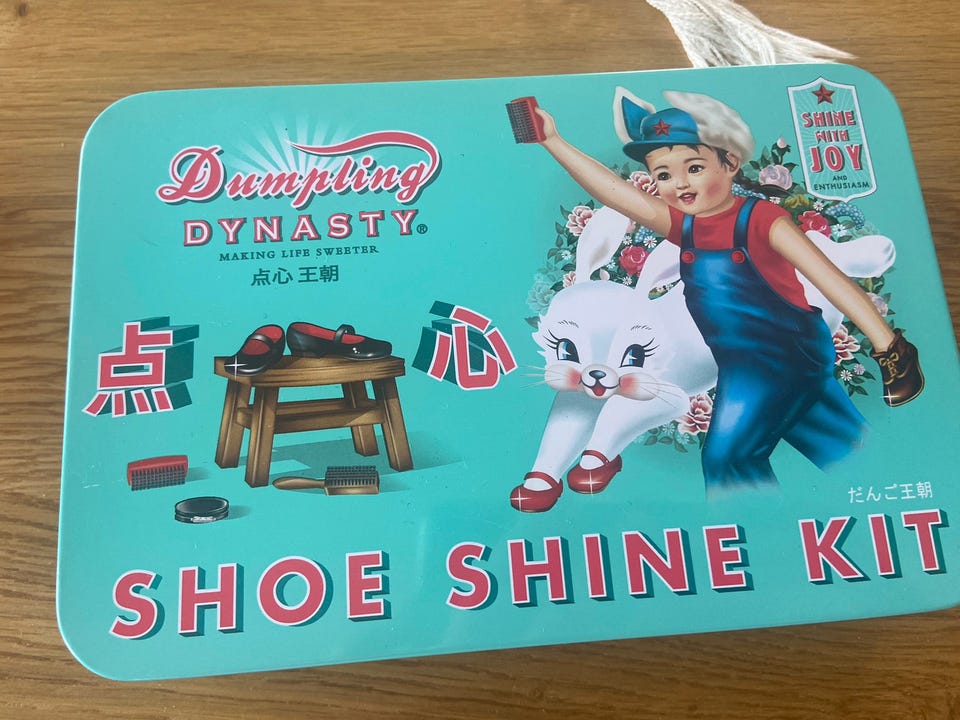 Dumpling
DYNASTY®
MAKING LIFE SWEETER
点心 王朝
SHINE
WITH
JOY
AND
ENTHUSIASM
点 心
だんご王朝
SHOE SHINE KIT